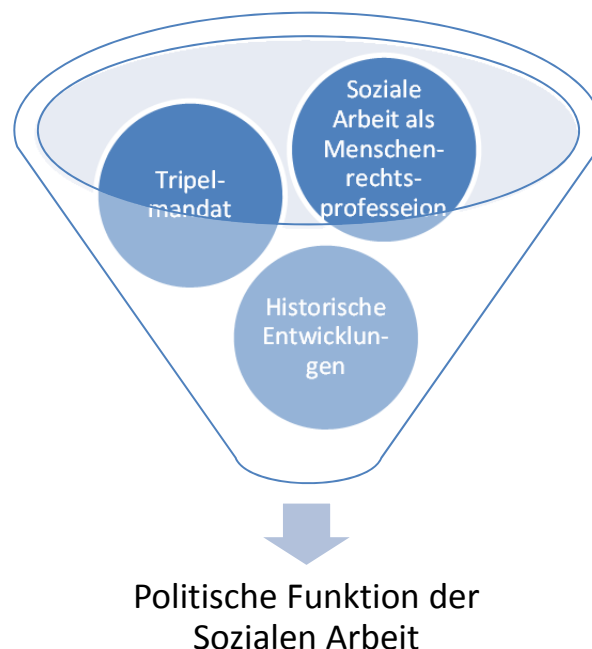 Soziale
Arbeit als
Menschen-
rechts-
professeion
Tripel-
mandat
Historische
Entwicklun-
gen
Politische Funktion der
Sozialen Arbeit